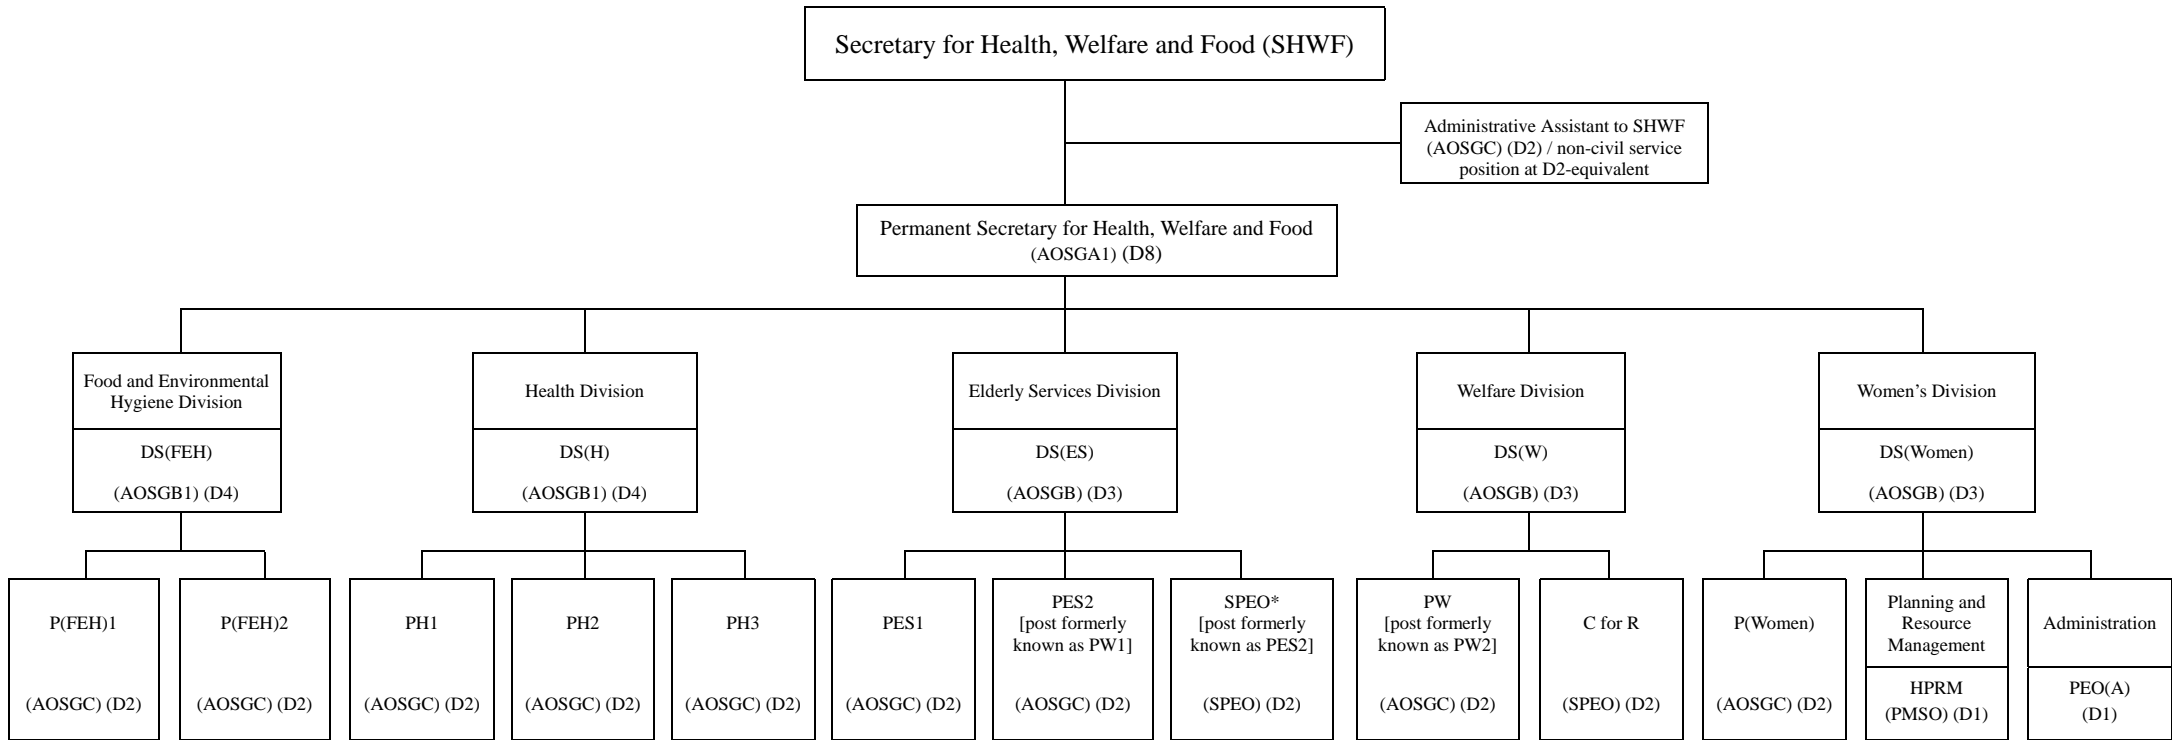 Secretary for Health, Welfare and Food (SHWF)
Administrative Assistant to SHWF
(AOSGC) (D2) / non-civil service
position at D2-equivalent
Permanent Secretary for Health, Welfare and Food
(AOSGA1) (D8)
Food and Environmental
Hygiene Division
DS(FEH)
(AOSGB1) (D4)
Health Division
DS(H)
(AOSGB1) (D4)
Elderly Services Division
DS(ES)
(AOSGB) (D3)
Welfare Division
DS(W)
(AOSGB) (D3)
Women's Division
DS(Women)
(AOSGB) (D3)
P(FEH)1
(AOSGC) (D2)
P(FEH)2
(AOSGC) (D2)
PH1
(AOSGC) (D2)
PH2
(AOSGC) (D2)
PH3
(AOSGC) (D2)
PES1
(AOSGC) (D2)
PES2
[post formerly
known as PW1]
(AOSGC) (D2)
SPEO*
[post formerly
known as PES2]
(SPEO) (D2)
PW
[post formerly
known as PW2]
(AOSGC) (D2)
C for R
(SPEO) (D2)
P(Women)
(AOSGC) (D2)
Planning and
Resource
Management
HPRM
(PMSO) (D1)
Administration
PEO(A)
(D1)